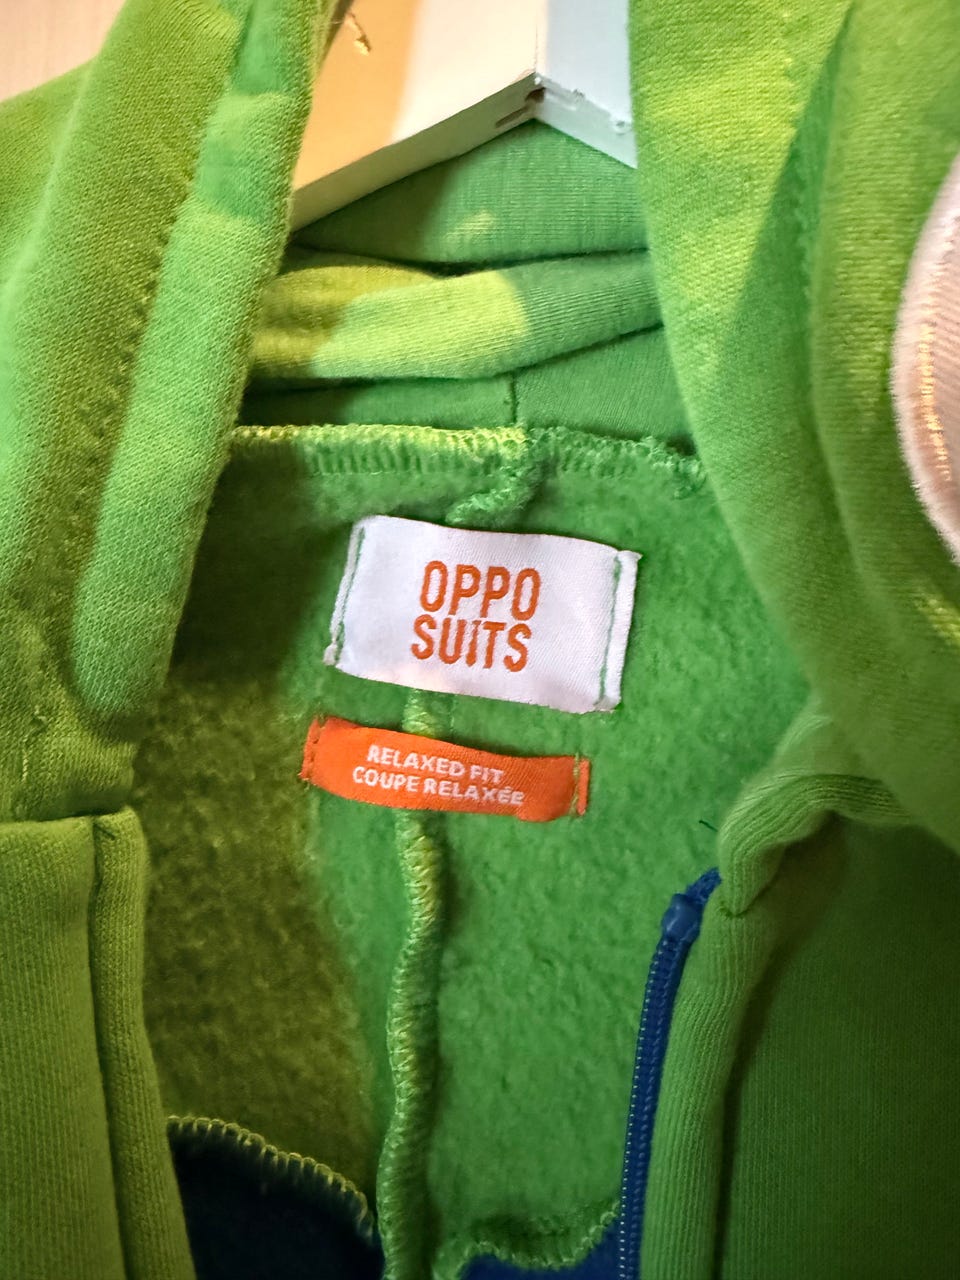 OPPO
SUITS
RELAXED FIT
COUPE RELAXÉE